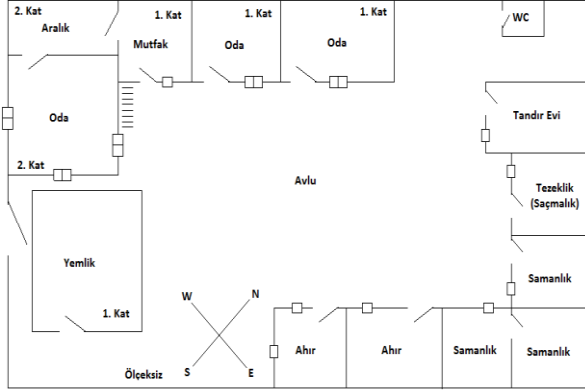 2. Kat
Aralık
1. Kat
Mutfak
1. Kat
Oda
1. Kat
Oda
WC
Oda
2. Kat
Tandır Evi
Avlu
Tezeklik
(Saçmalık)
Yemlik
1. Kat
Samanlık
W
N
S
E
Ölçeksiz
Ahır
Ahır
Samanlık
Samanlık